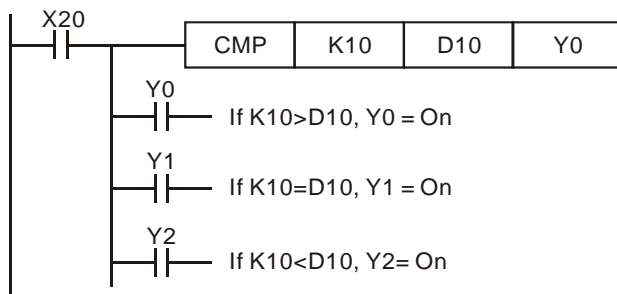 X20
CMP K10 D10 Y0
Y0
If K10>D10, Y0 = On
Y1
If K10=D10, Y1 = On
Y2
If K10<D10, Y2= On